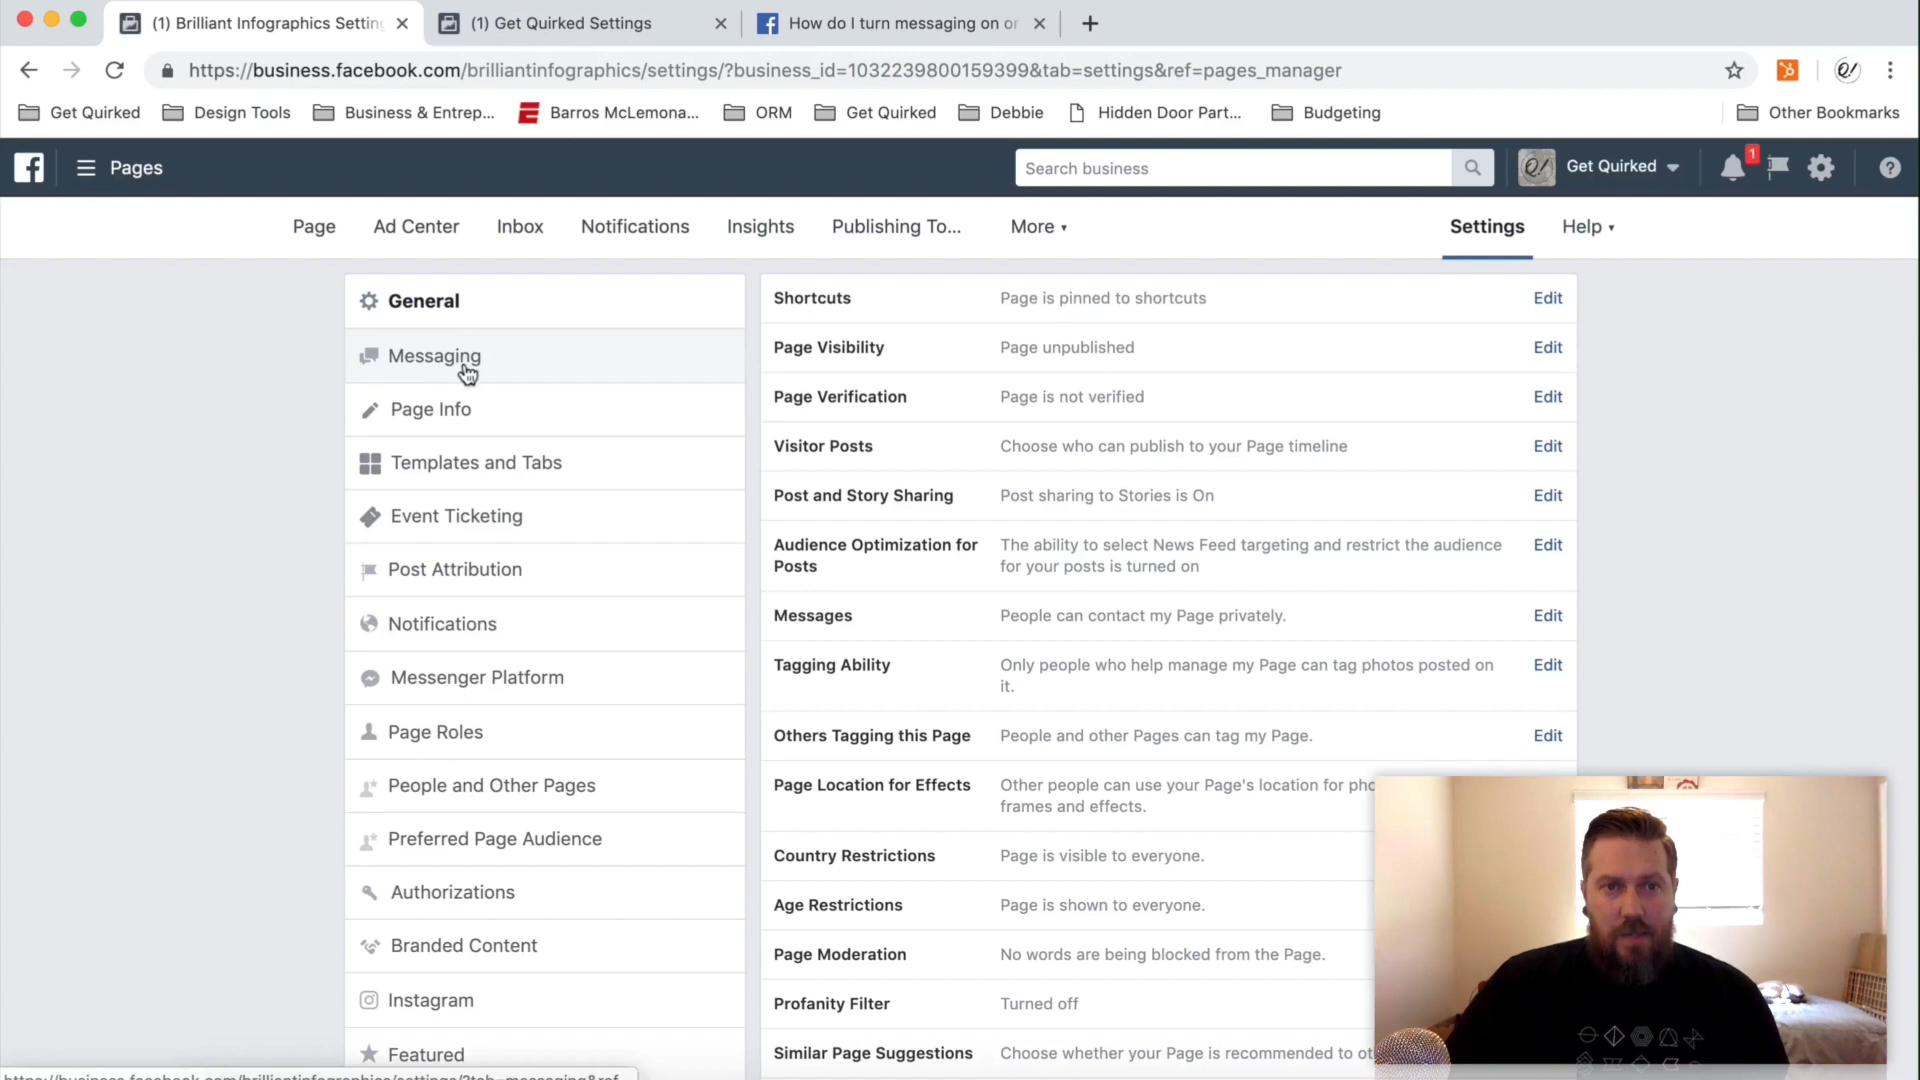 (1) Brilliant Infographics Setting
(1) Get Quirked Settings
How do I turn messaging on or
https://business.facebook.com/brilliantinfographics/settings/?business_id=1032239800159399&tab=settings&ref=pages_manager
Get Quirked
Design Tools
Business & Entrep...
Barros McLemona...
ORM
Get Quirked
Debbie
Hidden Door Part...
Budgeting
Other Bookmarks
Pages
Search business
Get Quirked
1
Page
Ad Center
Inbox
Notifications
Insights
Publishing To...
More
Settings
Help
General
Messaging
Page Info
Templates and Tabs
Event Ticketing
Post Attribution
Notifications
Messenger Platform
Page Roles
People and Other Pages
Preferred Page Audience
Authorizations
Branded Content
Instagram
Featured
Shortcuts Page is pinned to shortcuts Edit
Page Visibility Page unpublished Edit
Page Verification Page is not verified Edit
Visitor Posts Choose who can publish to your Page timeline Edit
Post and Story Sharing Post sharing to Stories is On Edit
Audience Optimization for The ability to select News Feed targeting and restrict the audience Edit
Posts for your posts is turned on
Messages People can contact my Page privately. Edit
Tagging Ability Only people who help manage my Page can tag photos posted on Edit
it.
Others Tagging this Page People and other Pages can tag my Page. Edit
Page Location for Effects Other people can use your Page's location for pho
frames and effects.
Country Restrictions Page is visible to everyone.
Age Restrictions Page is shown to everyone.
Page Moderation No words are being blocked from the Page.
Profanity Filter Turned off
Similar Page Suggestions Choose whether your Page is recommended to ot